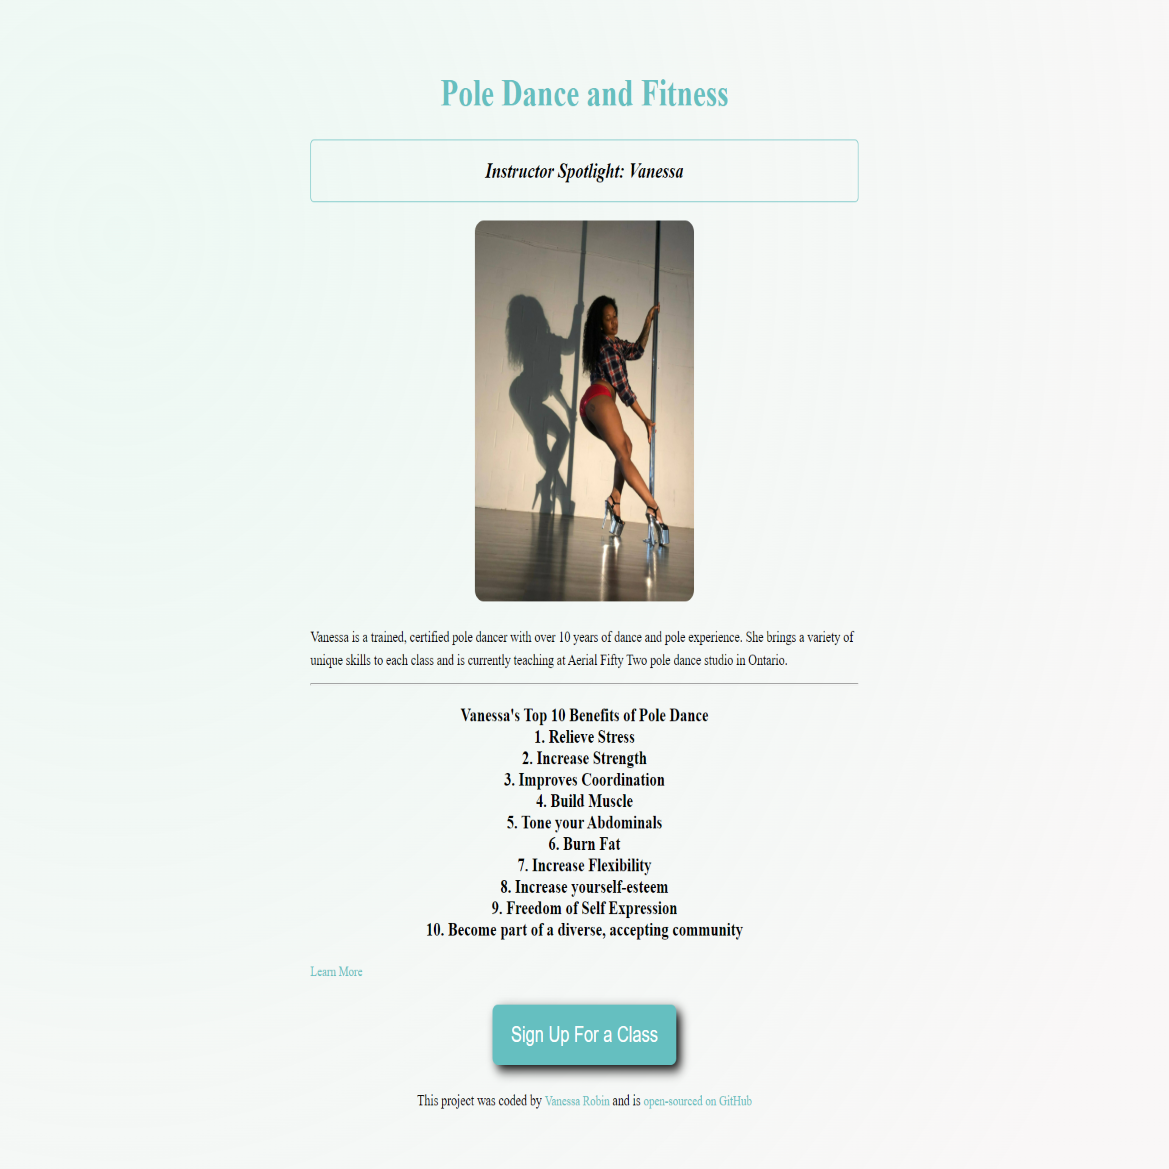 Pole Dance and Fitness
Instructor Spotlight: Vanessa
Vanessa is a trained, certified pole dancer with over 10 years of dance and pole experience. She brings a variety of
unique skills to each class and is currently teaching at Aerial Fifty Two pole dance studio in Ontario.
Vanessa's Top 10 Benefits of Pole Dance
1. Relieve Stress
2. Increase Strength
3. Improves Coordination
4. Build Muscle
5. Tone your Abdominals
6. Burn Fat
7. Increase Flexibility
8. Increase yourself-esteem
9. Freedom of Self Expression
10. Become part of a diverse, accepting community
Learn More
Sign Up For a Class
This project was coded by Vanessa Robin and is open-sourced on GitHub